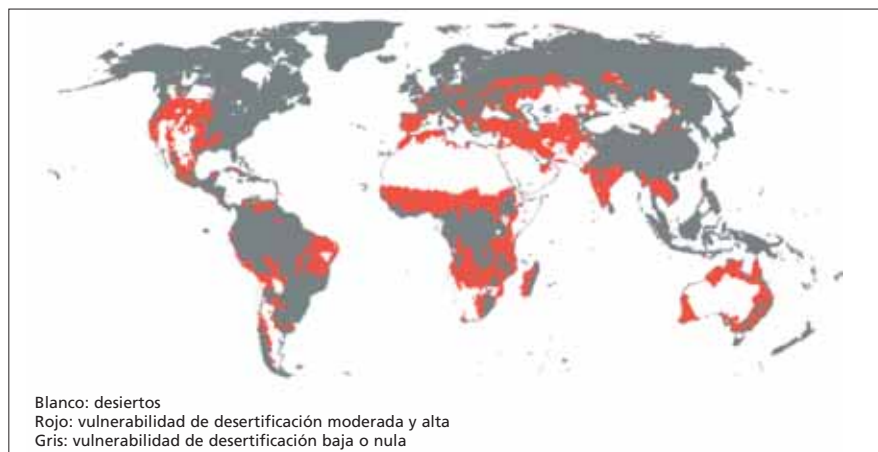 Blanco: desiertos
Rojo: vulnerabilidad de desertificación moderada y alta
Gris: vulnerabilidad de desertificación baja o nula